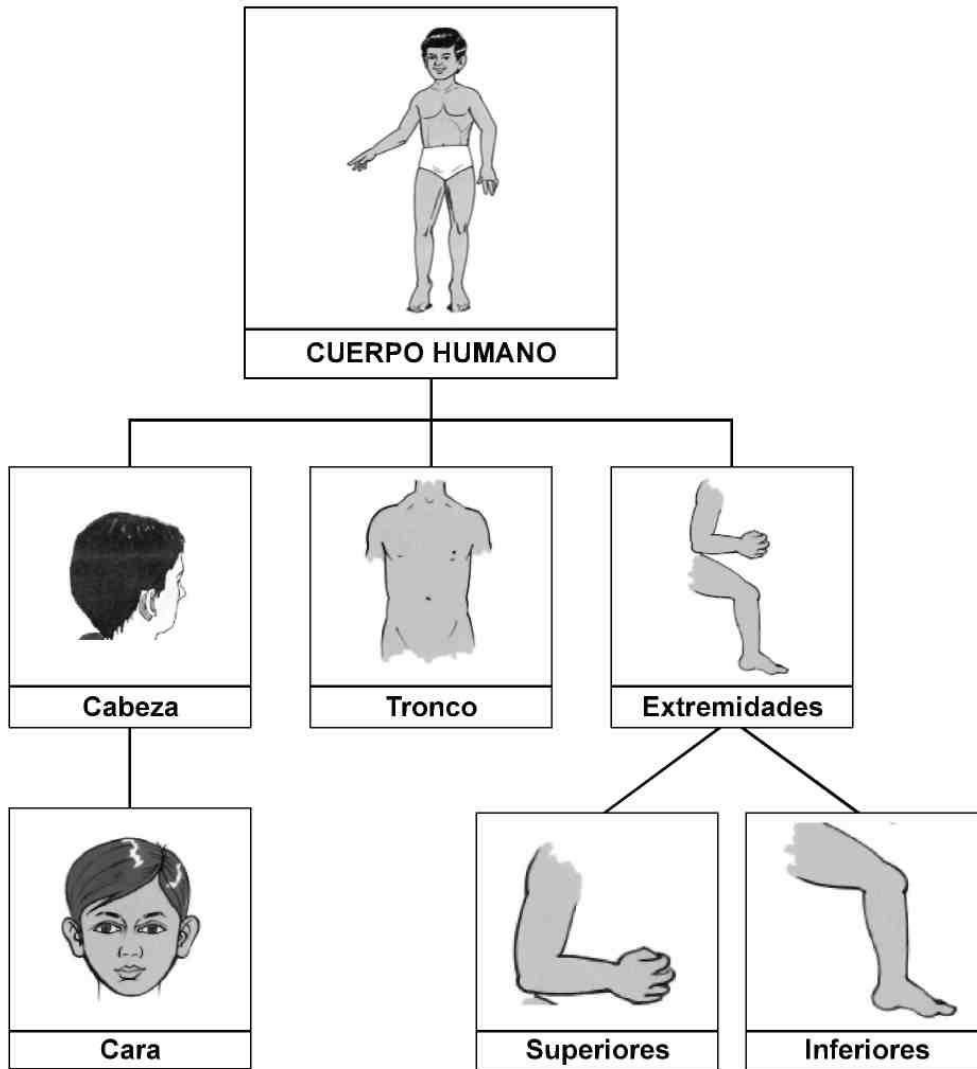 CUERPO HUMANO
Cabeza
Tronco
Extremidades
Cara
Superiores
Inferiores